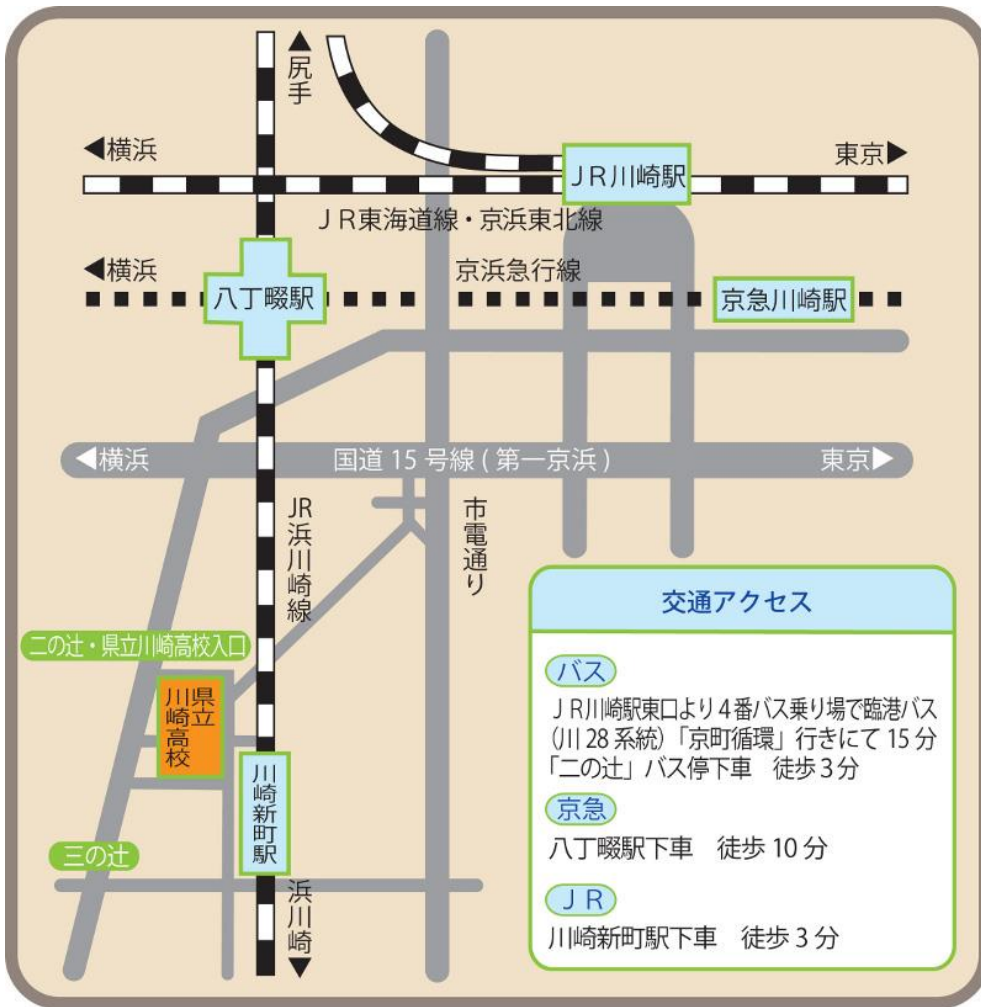 ▲尻手
◀横浜
東京▶
JR川崎駅
JR東海道線・京浜東北線
◀横浜
京浜急行線
八丁畷駅
京急川崎駅
◀横浜
国道15号線(第一京浜)
東京▶
JR浜川崎線
市電通り
二の辻・県立川崎高校入口
県立
川崎高校
川崎新町駅
三の辻
浜川崎▼
交通アクセス
バス
JR川崎駅東口より4番バス乗り場で臨港バス
(川28系統)「京町循環」行きにて15分
「二の辻」バス停下車 徒歩3分
京急
八丁畷駅下車 徒歩10分
JR
川崎新町駅下車 徒歩3分